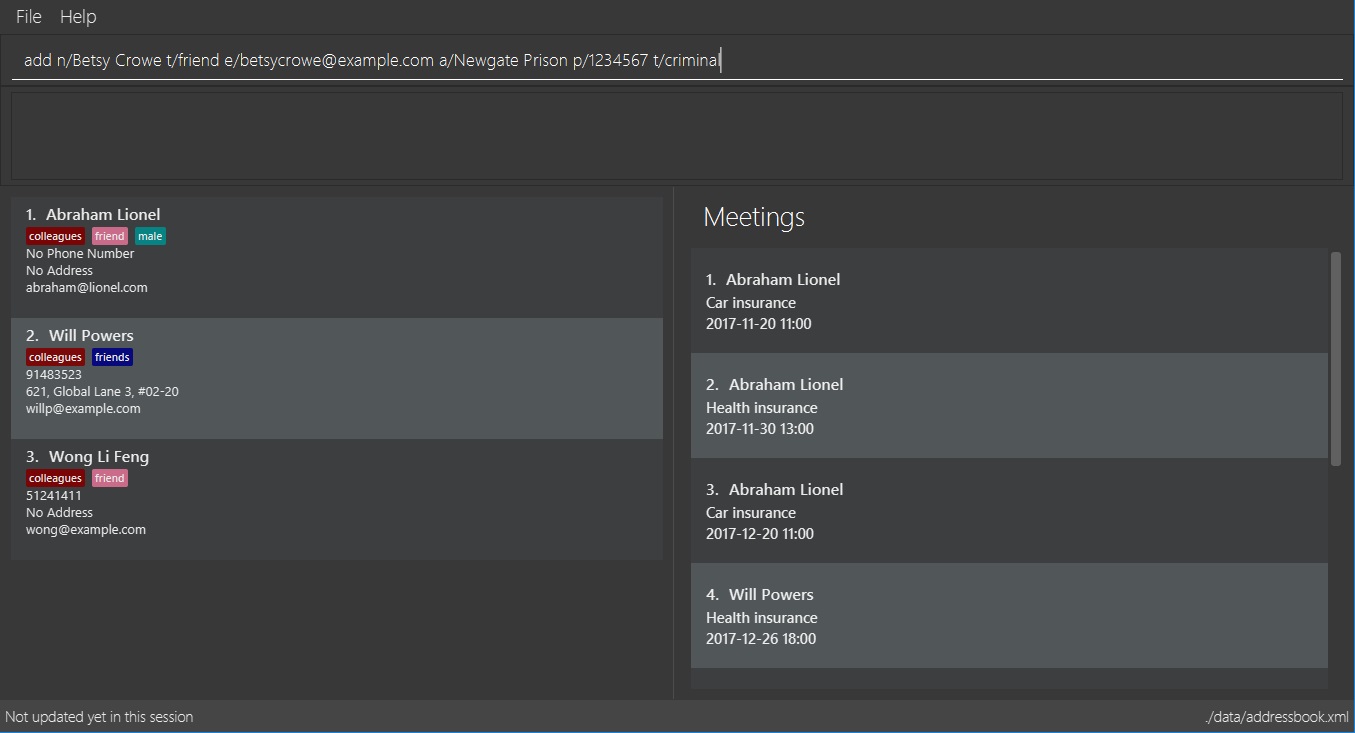 File Help
add n/Betsy Crowe t/friend e/betsycrowe@example.com a/Newgate Prison p/1234567 t/criminal
1. Abraham Lionel
colleagues friend male
No Phone Number
No Address
abraham@lionel.com
2. Will Powers
colleagues friends
91483523
621, Global Lane 3, #02-20
willp@example.com
3. Wong Li Feng
colleagues friend
51241411
No Address
wong@example.com
Meetings
1. Abraham Lionel
Car insurance
2017-11-20 11:00
2. Abraham Lionel
Health insurance
2017-11-30 13:00
3. Abraham Lionel
Car insurance
2017-12-20 11:00
4. Will Powers
Health insurance
2017-12-26 18:00
Not updated yet in this session
./data/addressbook.xml